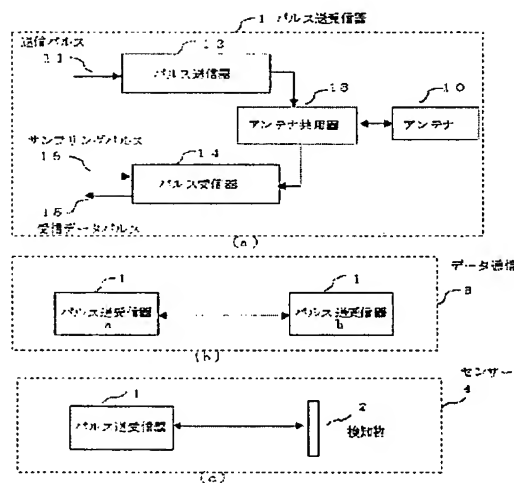 1 パルス送受信器
送信パルス
11
12
パルス送信器
13
10
アンテナ共用器
アンテナ
サンプリングパルス
16
14
パルス受信器
15
受信データパルス
(a)
データ通信
3
1
1
パルス送受信器
a
パルス送受信器
b
(b)
センサー
4
1
2
パルス送受信器
検知物
(c)